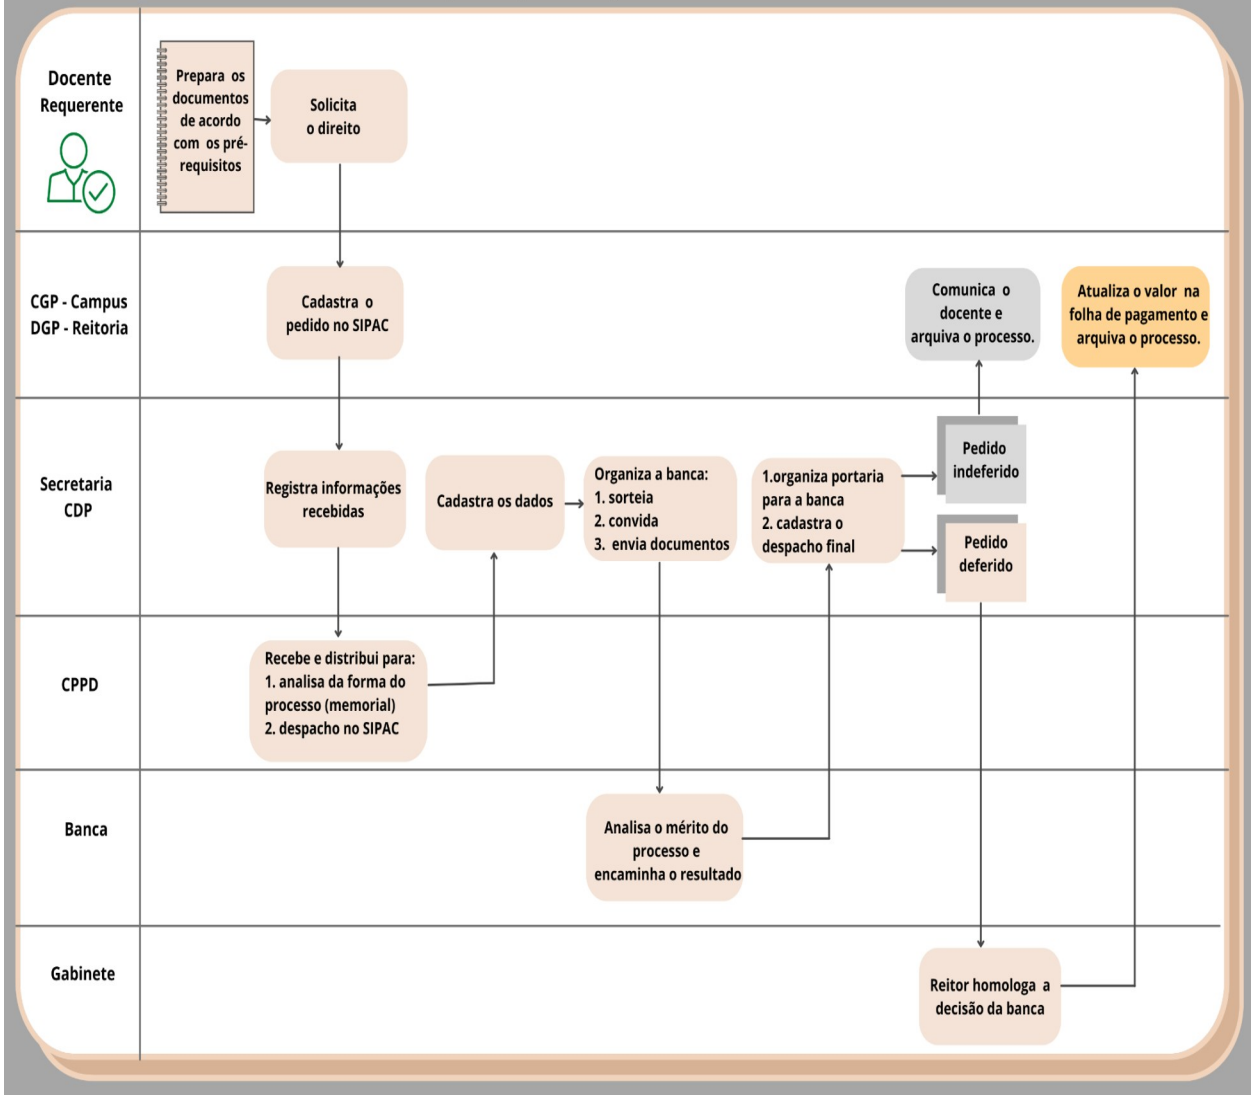 Docente
Requerente
Prepara os
documentos
de acordo
com os pré-
requisitos
Solicita
o direito
CGP - Campus
DGP - Reitoria
Cadastra o
pedido no SIPAC
Comunica o
docente e
arquiva o processo.
Atualiza o valor na
folha de pagamento e
arquiva o processo.
Secretaria
CDP
Registra informações
recebidas
Cadastra os dados
Organiza a banca:
1. sorteia
2. convida
3. envia documentos
1.organiza portaria
para a banca
2. cadastra o
despacho final
Pedido
indeferido
Pedido
deferido
CPPD
Recebe e distribui para:
1. analisa da forma do
processo (memorial)
2. despacho no SIPAC
Banca
Analisa o mérito do
processo e
encaminha o resultado
Gabinete
Reitor homologa a
decisão da banca